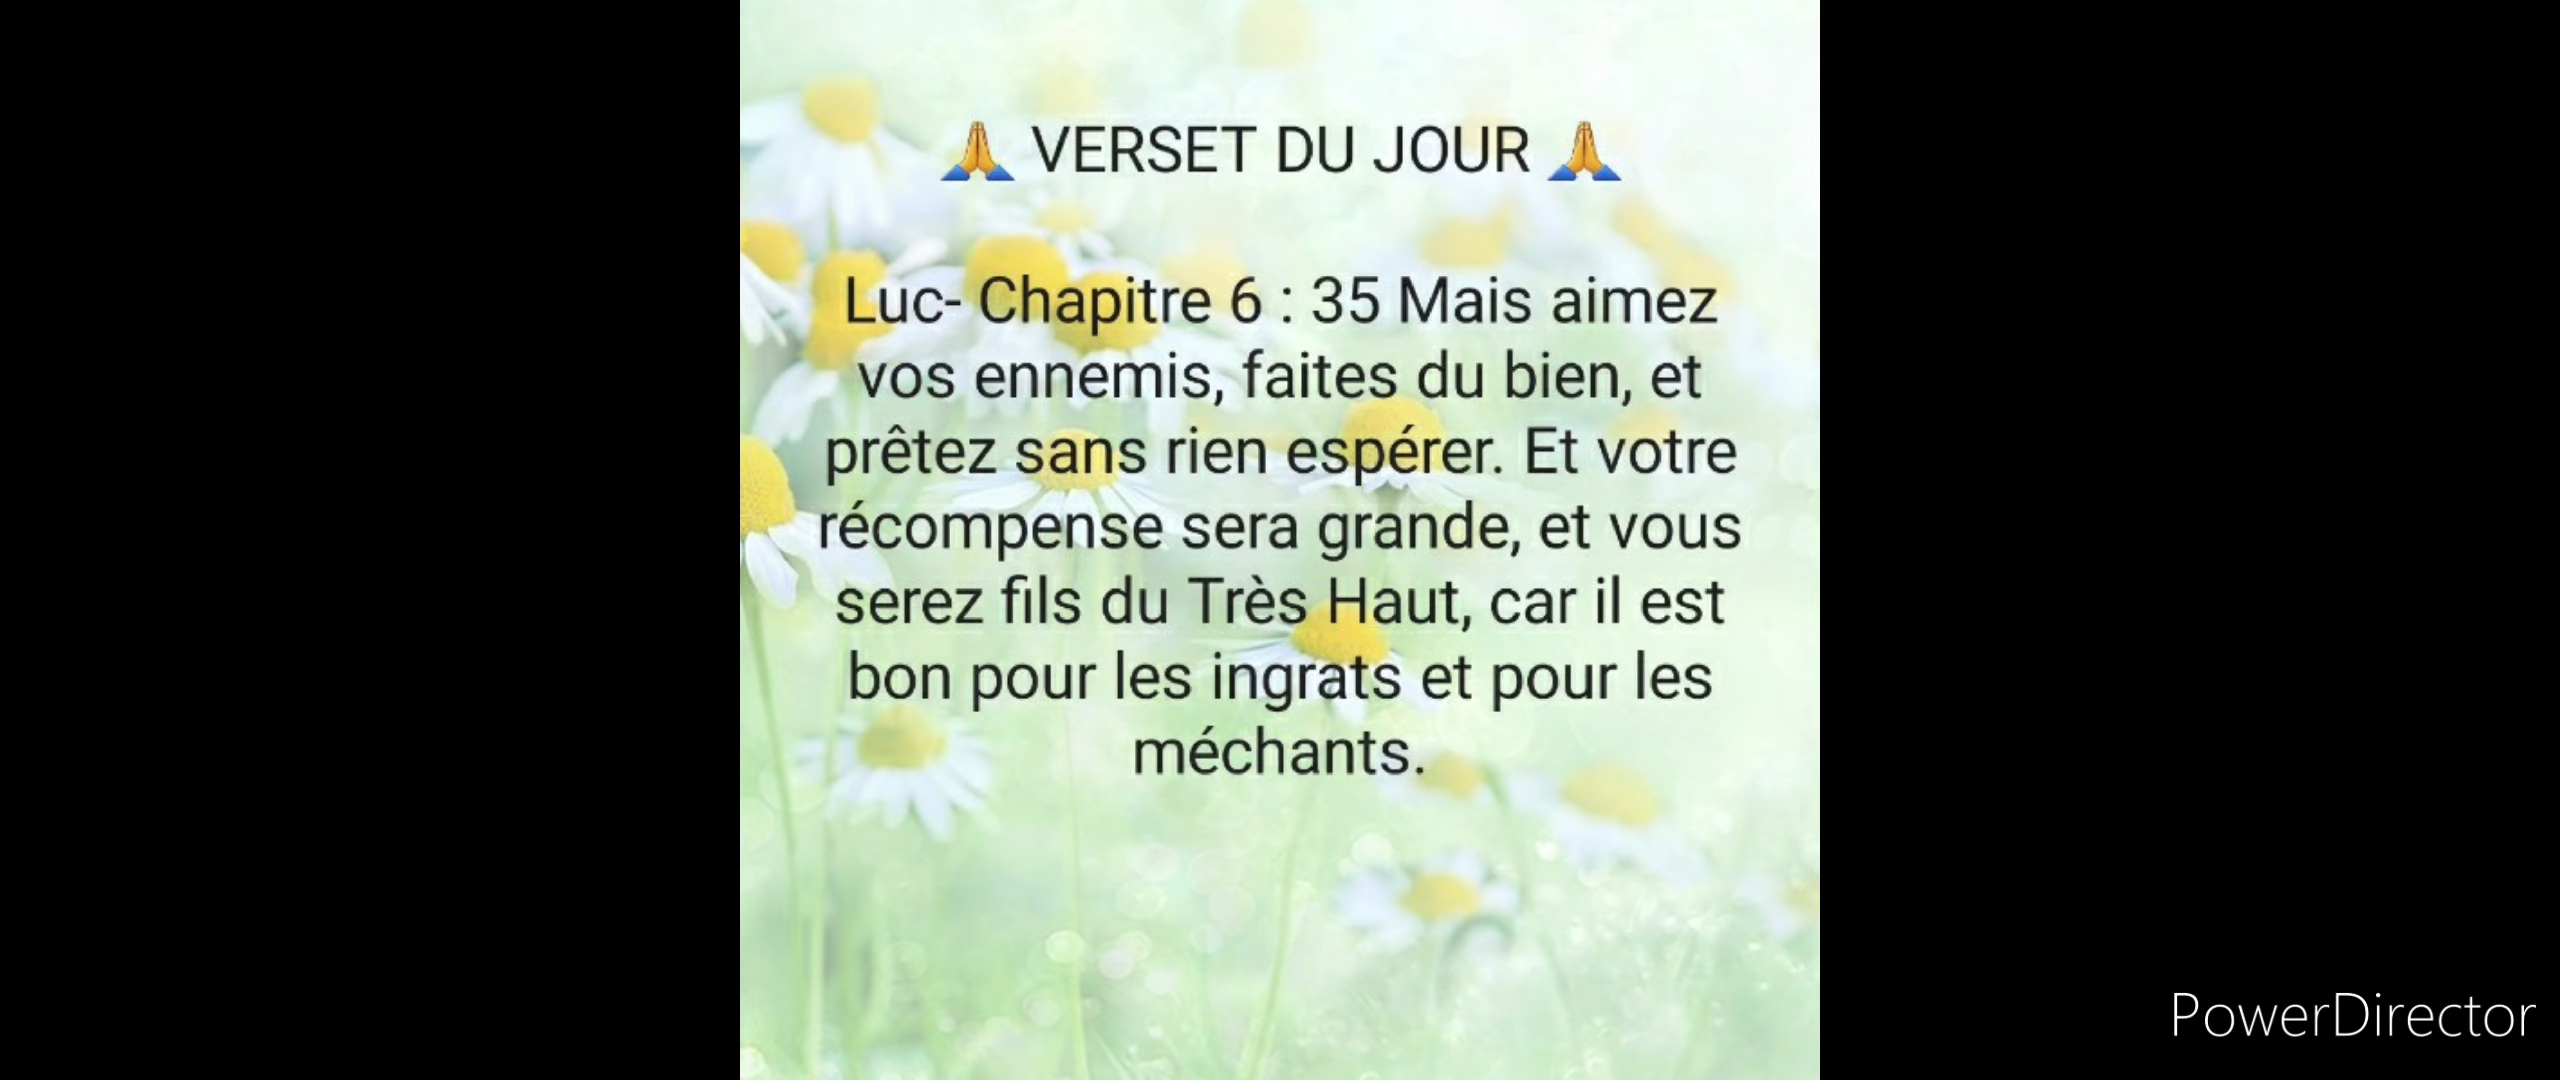 🙏 VERSET DU JOUR 🙏
Luc- Chapitre 6 : 35 Mais aimez
vos ennemis, faites du bien, et
prêtez sans rien espérer. Et votre
récompense sera grande, et vous
serez fils du Très Haut, car il est
bon pour les ingrats et pour les
méchants.
PowerDirector